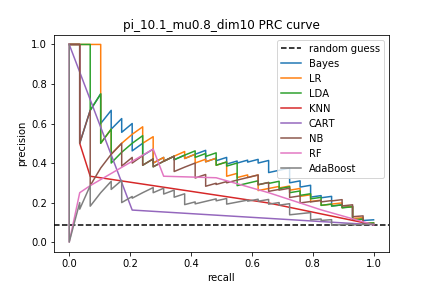 pi_10.1_mu0.8_dim10 PRC curve
precision
1.0
0.8
0.6
0.4
0.2
0.0
random guess
Bayes
LR
LDA
KNN
CART
NB
RF
AdaBoost
0.0 0.2 0.4 0.6 0.8 1.0
recall